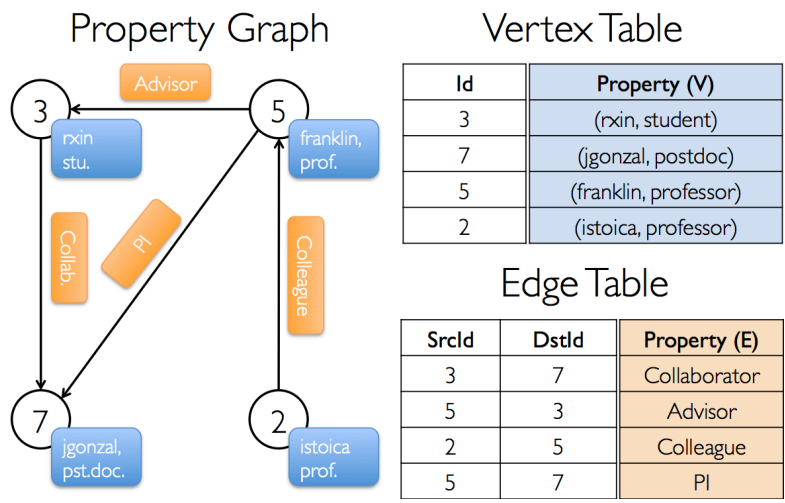 Property Graph
Advisor
3
5
rxin
stu.
franklin,
prof.
Collab.
PI
Colleague
7
2
jgonzal,
pst.doc.
istoica
prof.
Vertex Table
Id Property (V)
3 (rxin, student)
7 (jgonzal, postdoc)
5 (franklin, professor)
2 (istoica, professor)
Edge Table
SrcId DstId Property (E)
3 7 Collaborator
5 3 Advisor
2 5 Colleague
5 7 PI